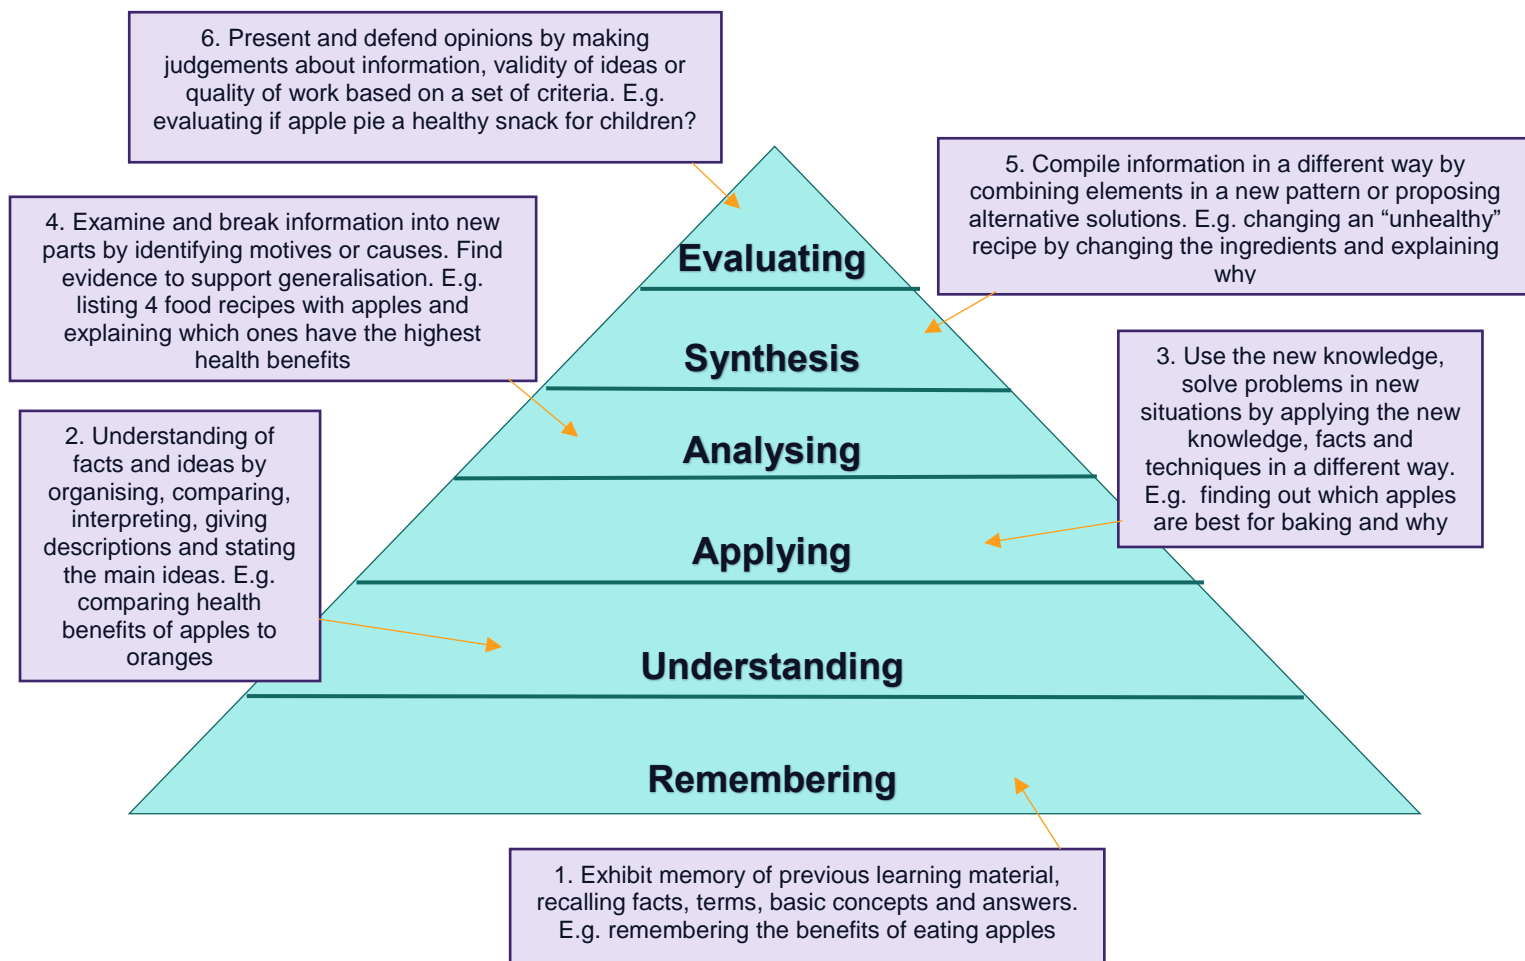 6. Present and defend opinions by making
judgements about information, validity of ideas or
quality of work based on a set of criteria. E.g.
evaluating if apple pie a healthy snack for children?
5. Compile information in a different way by
combining elements in a new pattern or proposing
alternative solutions. E.g. changing an “unhealthy”
recipe by changing the ingredients and explaining
why
4. Examine and break information into new
parts by identifying motives or causes. Find
evidence to support generalisation. E.g.
listing 4 food recipes with apples and
explaining which ones have the highest
health benefits
Evaluating
Synthesis
3. Use the new knowledge,
solve problems in new
situations by applying the new
knowledge, facts and
techniques in a different way.
E.g. finding out which apples
are best for baking and why
2. Understanding of
facts and ideas by
organising, comparing,
interpreting, giving
descriptions and stating
the main ideas. E.g.
comparing health
benefits of apples to
oranges
Analysing
Applying
Understanding
Remembering
1. Exhibit memory of previous learning material,
recalling facts, terms, basic concepts and answers.
E.g. remembering the benefits of eating apples